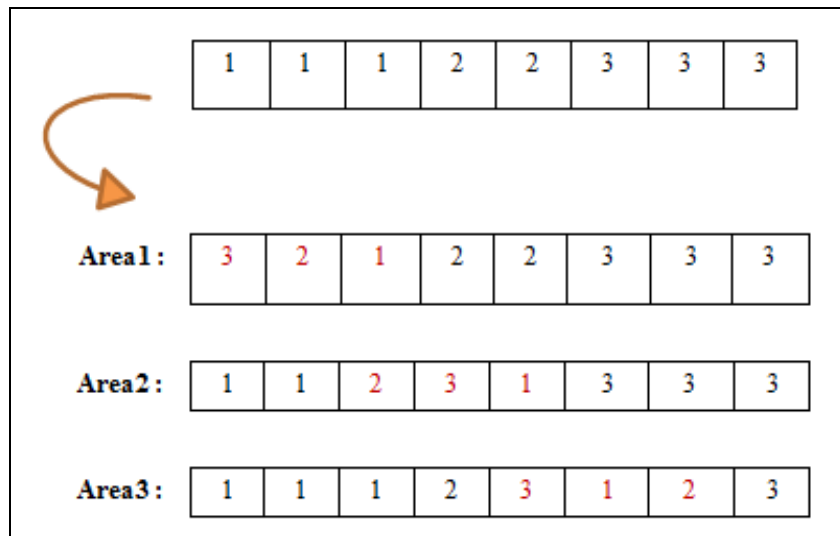 1 1 1 2 2 3 3 3
Area1: 3 2 1 2 2 3 3 3
Area2: 1 1 2 3 1 3 3 3
Area3: 1 1 1 2 3 1 2 3